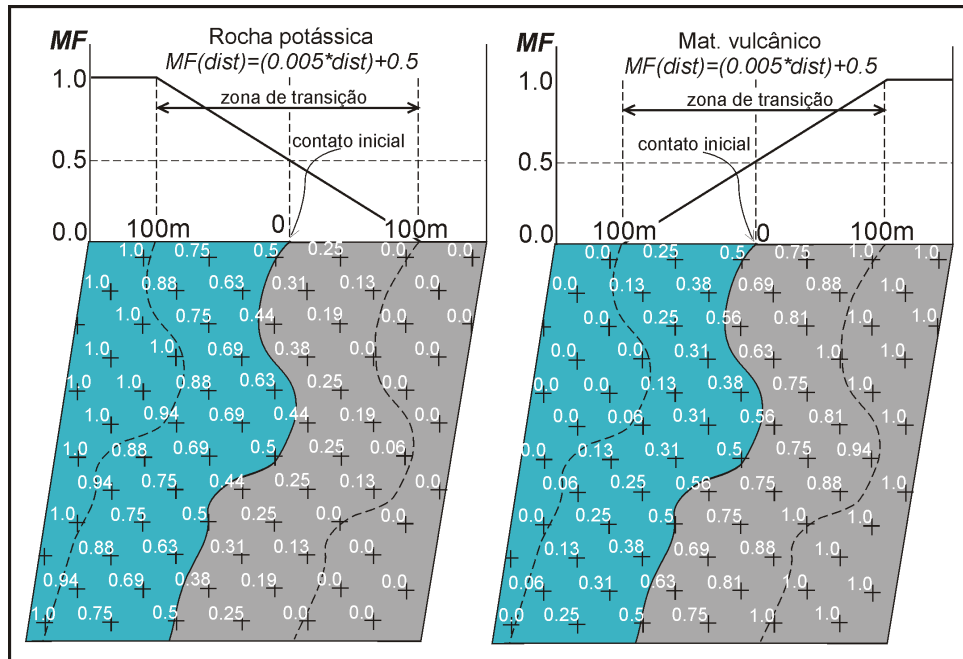 MF
Rocha potássica
MF(dist)=(0.005*dist)+0.5
1.0
zona de transição
contato inicial
0.5
0.0
100m
0
100m
1.0 0.75 0.5 0.25 0.0 0.0
1.0 0.88 0.63 0.31 0.13 0.0
1.0 0.75 0.44 0.19 0.0 0.0
1.0 1.0 0.69 0.38 0.0 0.0
1.0 1.0 0.88 0.63 0.25 0.0
1.0 0.94 0.69 0.44 0.19 0.0
1.0 0.88 0.69 0.5 0.25 0.06
0.94 0.75 0.44 0.25 0.13 0.0
1.0 0.75 0.5 0.25 0.0 0.0
0.88 0.63 0.31 0.13 0.0
0.94 0.69 0.38 0.19 0.0 0.0
1.0 0.75 0.5 0.25 0.0 0.0
MF
Mat. vulcânico
MF(dist)=(0.005*dist)+0.5
1.0
zona de transição
contato inicial
0.5
0.0
100m
0
100m
0.0 0.25 0.5 0.75 1.0 1.0
0.0 0.13 0.38 0.69 0.88 1.0
0.0 0.25 0.56 0.81 1.0 1.0
0.0 0.0 0.31 0.63 1.0 1.0
0.0 0.0 0.13 0.38 0.75 1.0
0.0 0.06 0.31 0.56 0.81 1.0
0.0 0.13 0.31 0.5 0.75 0.94
0.06 0.25 0.56 0.75 0.88 1.0
0.0 0.25 0.5 0.75 1.0 1.0
0.13 0.38 0.69 0.88 1.0
0.06 0.31 0.63 0.81 1.0 1.0
0.0 0.25 0.5 0.75 1.0 1.0